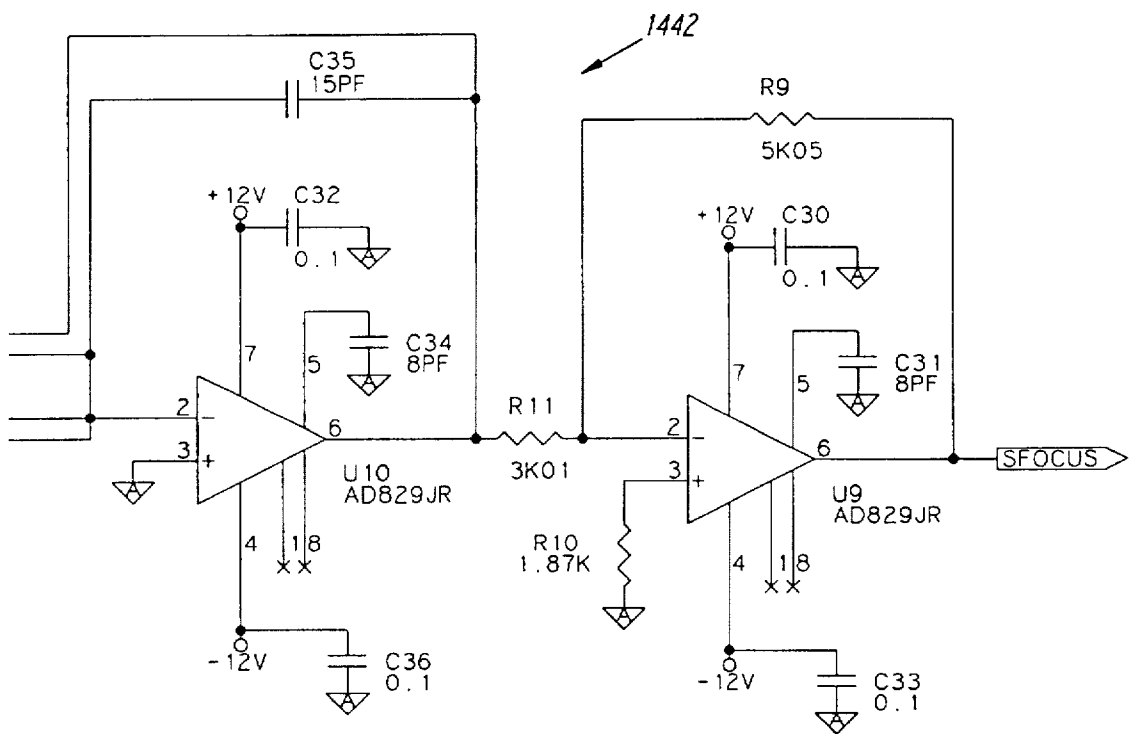 1442
C35
15PF
R9
5K05
+12V
C32
0.1
A
+12V
C30
0.1
A
7
5
C34
8PF
A
7
5
C31
8PF
A
2
-
3
+
A
6
U10
AD829JR
R11
3K01
2
-
3
+
6
SFOCUS
U9
AD829JR
4
1
8
R10
1.87K
A
4
1
8
-12V
C36
0.1
A
-12V
C33
0.1
A